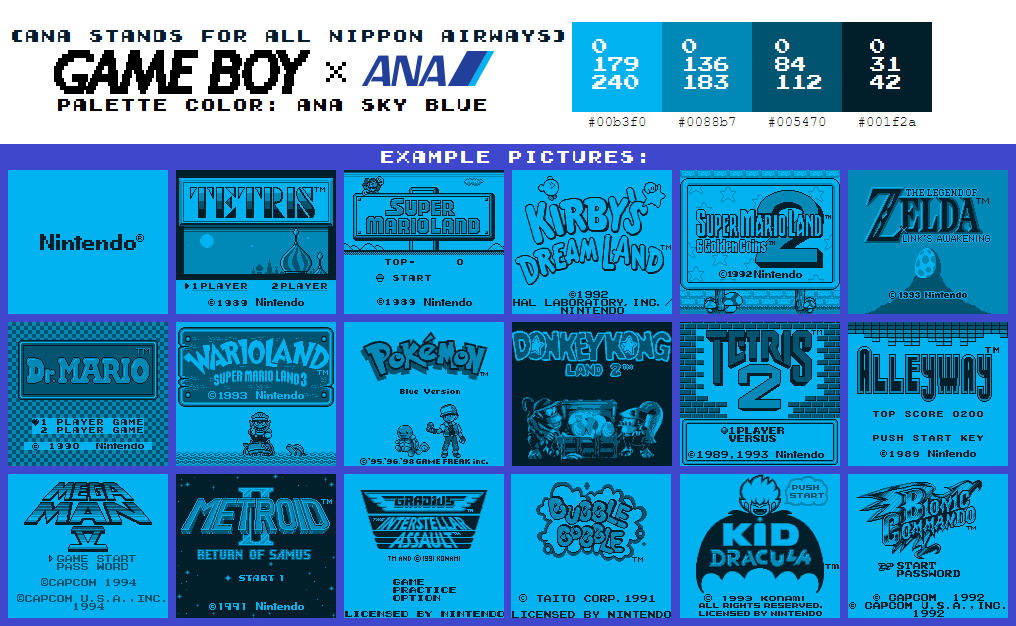 (ANA STANDS FOR ALL NIPPON AIRWAYS)
GAME BOY × ANA
PALETTE COLOR: ANA SKY BLUE
0
179
240
0
136
183
0
84
112
0
31
42
#00b3f0 #0088b7 #005470 #001f2a
EXAMPLE PICTURES:
Nintendo®
TETRIS™
1PLAYER 2PLAYER
©1989 Nintendo
SUPER
MARIOLAND
TOP- 0
START
©1989 Nintendo
KIRBY'S
DREAM LAND™
©1992
HAL LABORATORY, INC. /
NINTENDO
SUPER MARIO LAND™ 2
6 Golden Coins™
©1992 Nintendo
THE LEGEND OF
ZELDA™
LINK'S AWAKENING
©1993 Nintendo
Dr. MARIO™
1 PLAYER GAME
2 PLAYER GAME
© 1990 Nintendo
WARIOLAND
SUPER MARIO LAND 3™
©1993 Nintendo
POKéMON™
Blue Version
©'95.'96.'98 GAME FREAK inc.
DONKEY KONG
LAND 2™
TETRIS™
2
1PLAYER
VERSUS
©1989,1993 Nintendo
ALLEYWAY™
TOP SCORE 0200
PUSH START KEY
©1989 Nintendo
MEGA
MAN
IV
GAME START
PASS WORD
©CAPCOM 1994
©CAPCOM U.S.A.,INC.
1994
METROID™
II
RETURN OF SAMUS
START 1
©1991 Nintendo
GRADIUS
THE INTERSTELLAR
ASSAULT™
TM AND ©1991 KONAMI
GAME
PRACTICE
OPTION
LICENSED BY NINTENDO
BUBBLE
BOBBLE™
© TAITO CORP.1991
LICENSED BY NINTENDO
PUSH
START
KID
DRACULA™
© 1993 KONAMI
ALL RIGHTS RESERVED.
LICENSED BY NINTENDO
BIONIC
COMMANDO™
START
PASSWORD
© CAPCOM 1992
© CAPCOM U.S.A.,INC.
1992